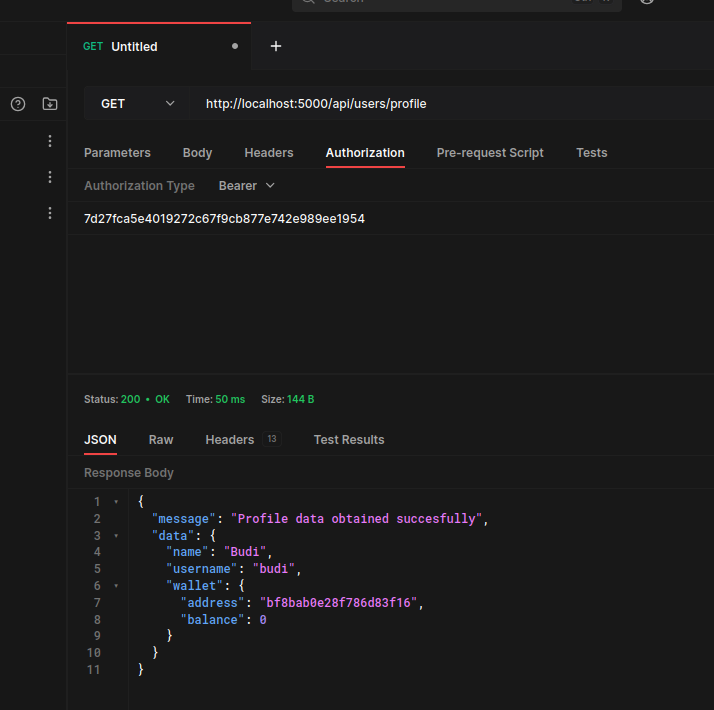 GET Untitled
GET http://localhost:5000/api/users/profile
Parameters Body Headers Authorization Pre-request Script Tests
Authorization Type Bearer
7d27fca5e4019272c67f9cb877e742e989ee1954
Status: 200 • OK Time: 50 ms Size: 144 B
JSON Raw Headers 13 Test Results
Response Body
1 {
2 "message": "Profile data obtained succesfully",
3 "data": {
4 "name": "Budi",
5 "username": "budi",
6 "wallet": {
7 "address": "bf8bab0e28f786d83f16",
8 "balance": 0
9 }
10 }
11 }